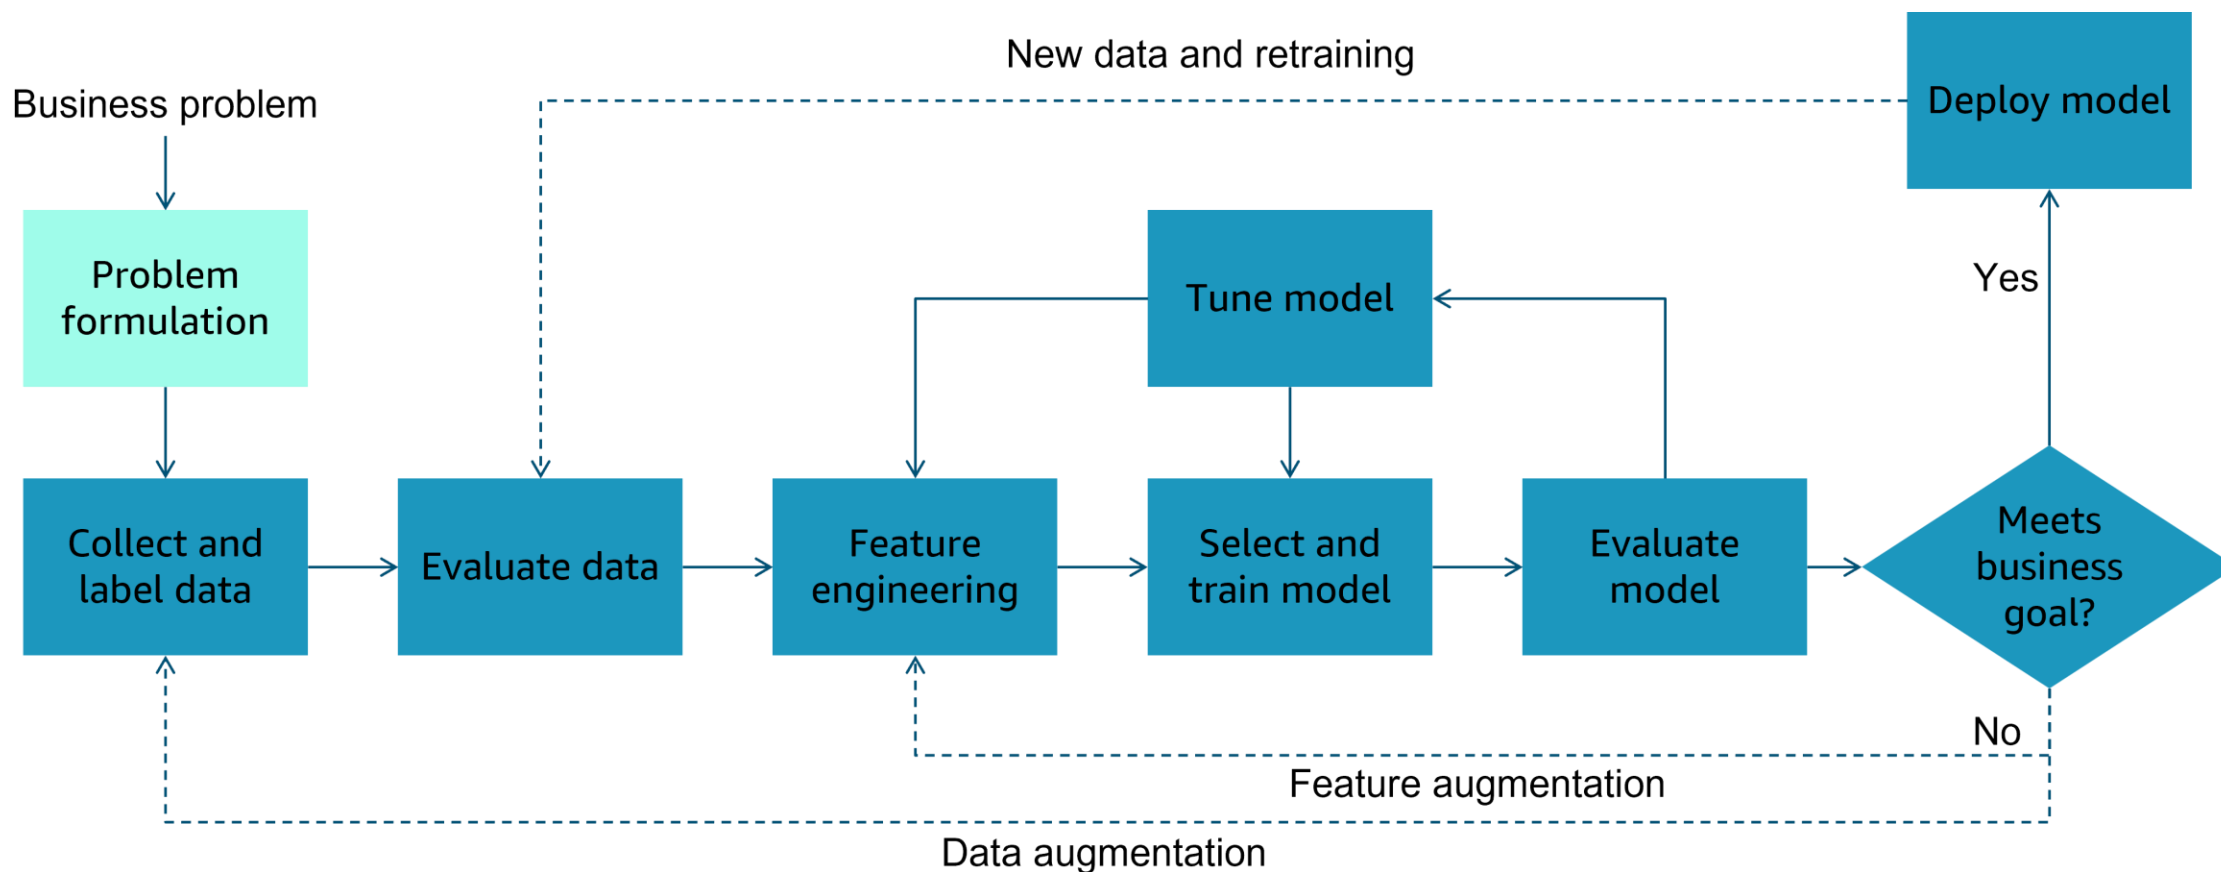 New data and retraining
Deploy model
Business problem
Problem
formulation
Tune model
Yes
Collect and
label data
Evaluate data
Feature
engineering
Select and
train model
Evaluate
model
Meets
business
goal?
No
Feature augmentation
Data augmentation